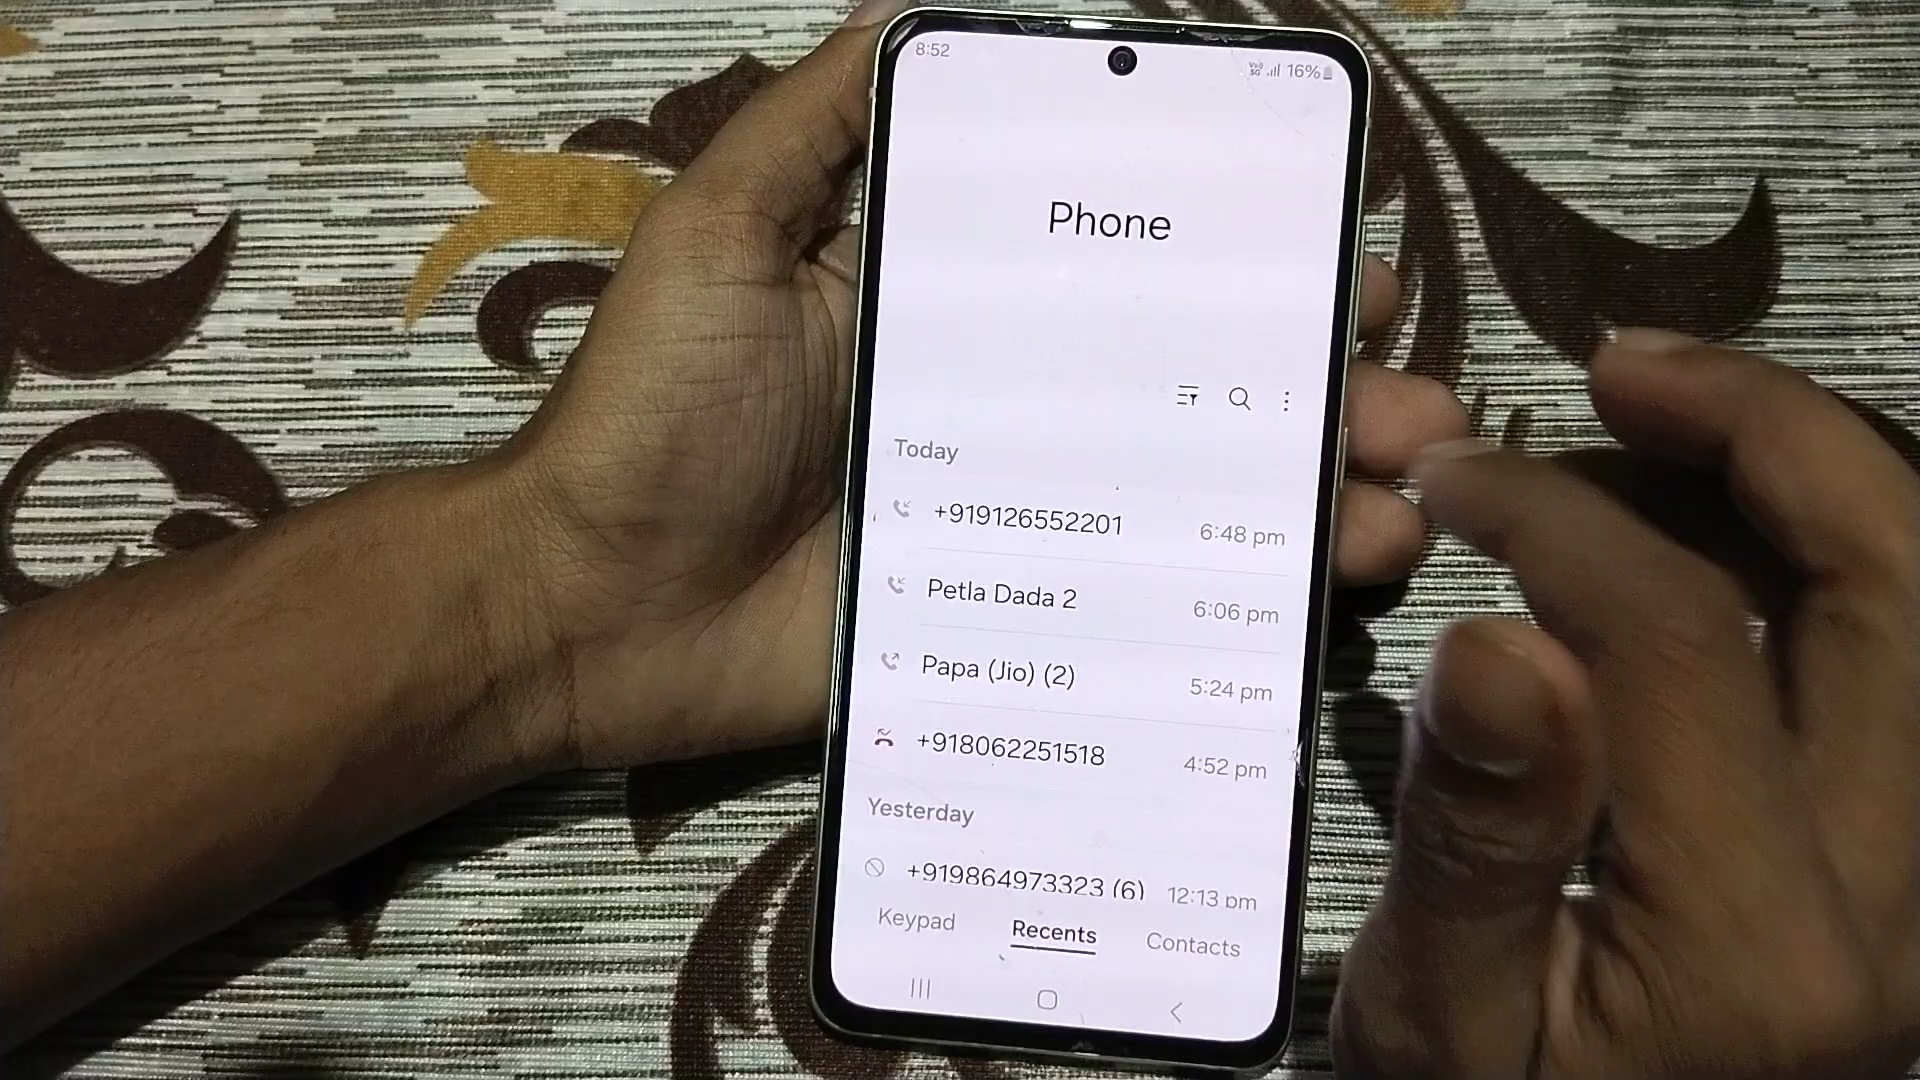 8:52
16%
Phone
Today
+919126552201 6:48 pm
Petla Dada 2 6:06 pm
Papa (Jio) (2) 5:24 pm
+918062251518 4:52 pm
Yesterday
+919864973323 (6) 12:13 pm
Keypad Recents Contacts